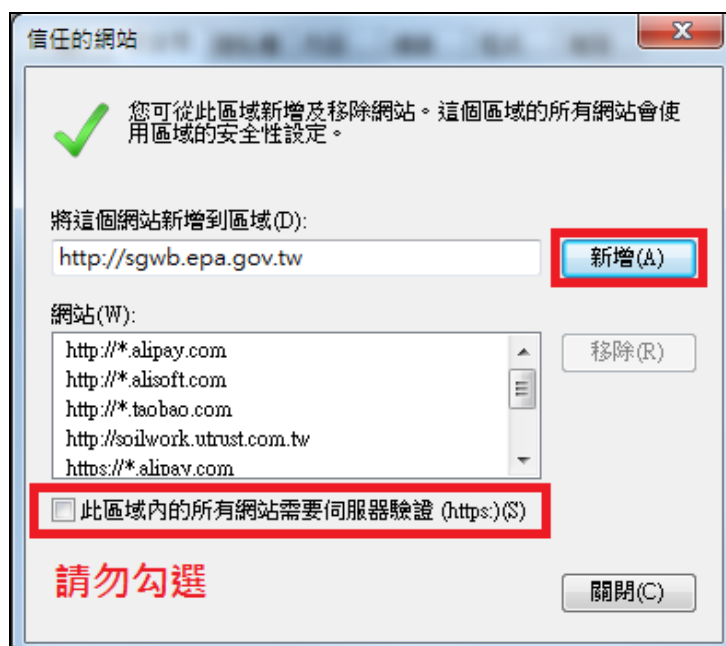 信任的網站
您可從此區域新增及移除網站。這個區域的所有網站會使
用區域的安全性設定。
將這個網站新增到區域(D):
http://sgwb.epa.gov.tw
新增(A)
網站(W):
http://*.alipay.com
移除(R)
http://*.alisoft.com
http://*.taobao.com
http://soilwork.utrust.com.tw
https://*.alipay.com
此區域內的所有網站需要伺服器驗證 (https:)(S)
請勿勾選
關閉(C)